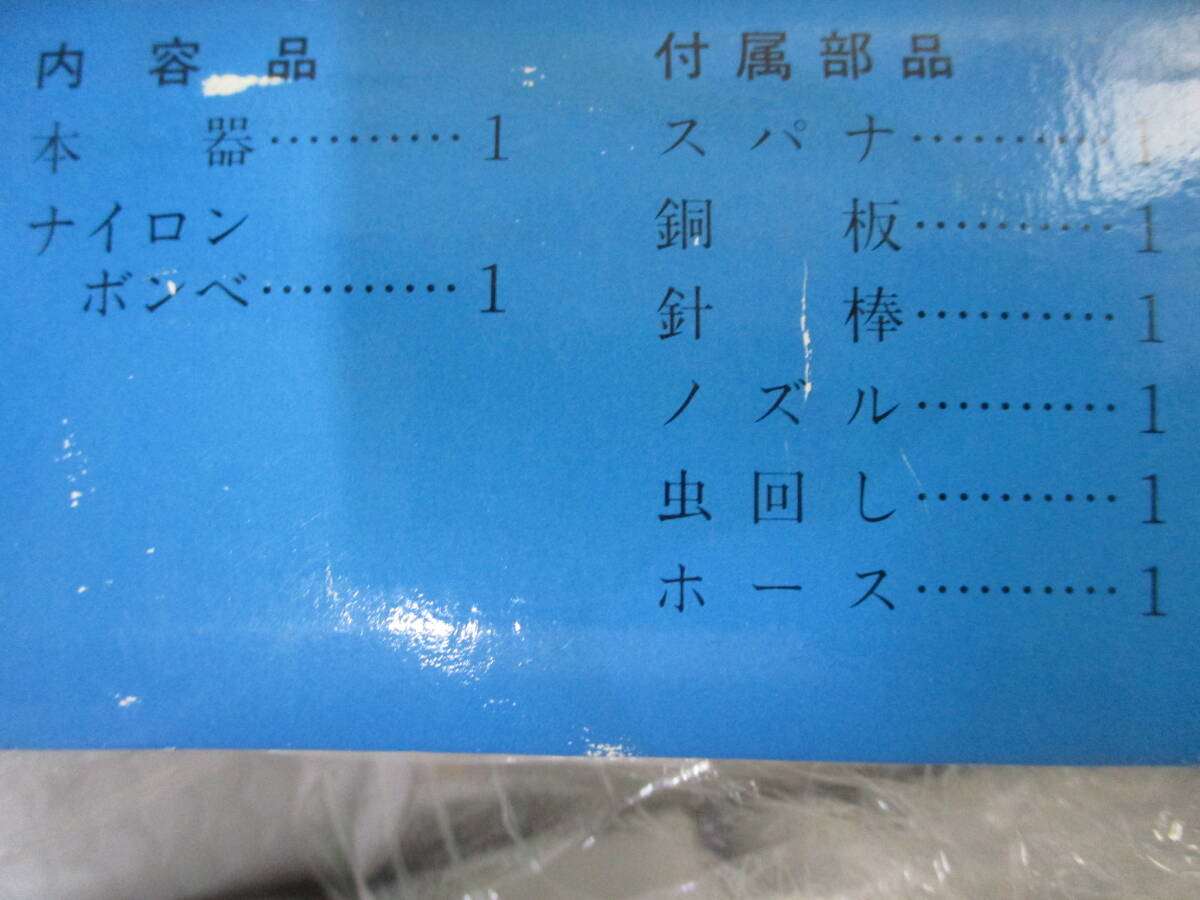 内容品
本器…………1
ナイロン
ボンベ…………1
付属部品
スパナ…………1
銅板…………1
針棒…………1
ノズル…………1
虫回し…………1
ホース…………1